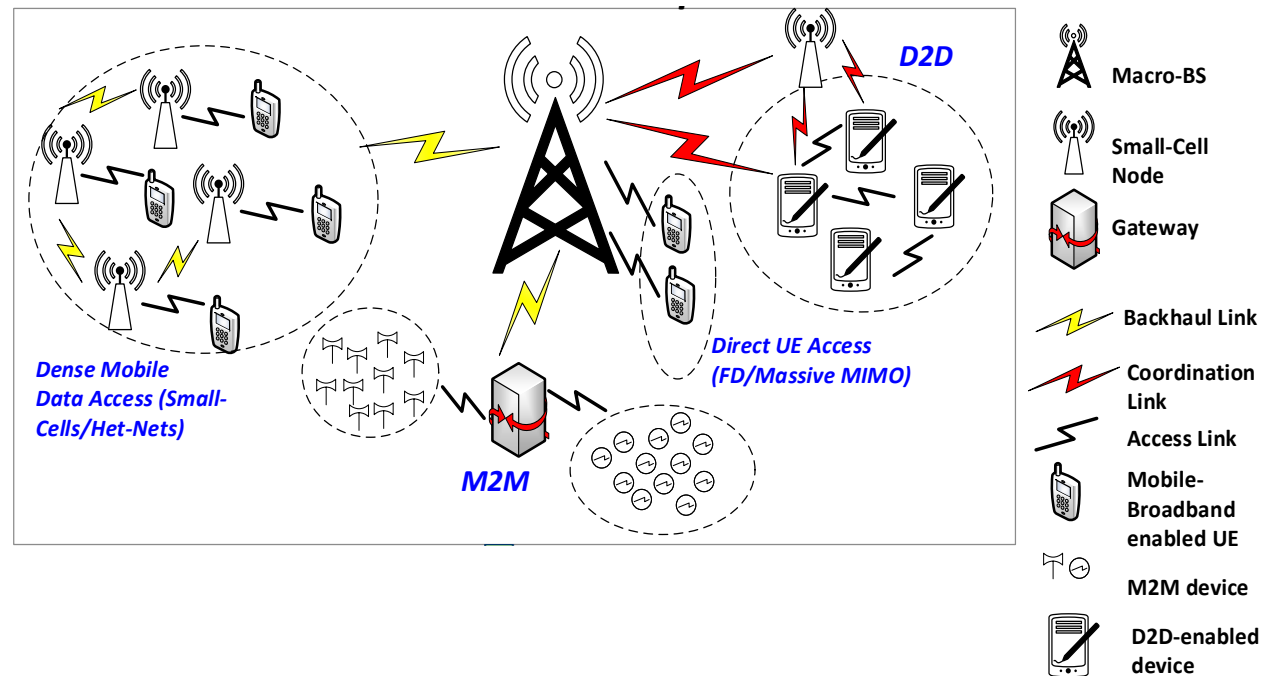 D2D
Dense Mobile
Data Access (Small-
Cells/Het-Nets)
Direct UE Access
(FD/Massive MIMO)
M2M
Macro-BS
Small-Cell
Node
Gateway
Backhaul Link
Coordination
Link
Access Link
Mobile-
Broadband
enabled UE
M2M device
D2D-enabled
device